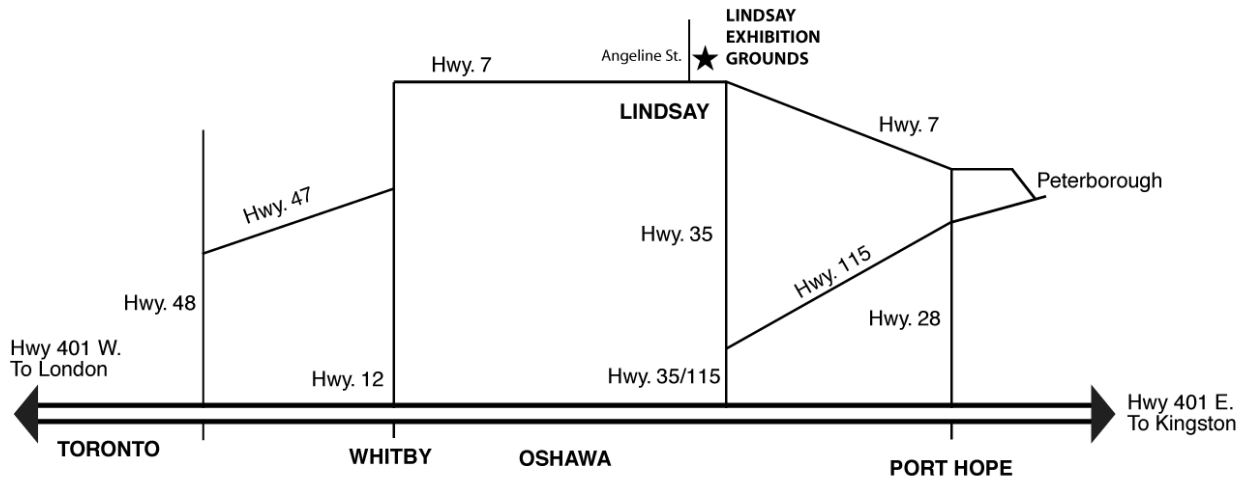 LINDSAY
EXHIBITION
GROUNDS
Angeline St.
Hwy. 7
LINDSAY
Hwy. 7
Peterborough
Hwy. 47
Hwy. 35
Hwy. 115
Hwy. 48
Hwy. 28
Hwy 401 W.
To London
Hwy. 12
Hwy. 35/115
Hwy 401 E.
To Kingston
TORONTO
WHITBY
OSHAWA
PORT HOPE